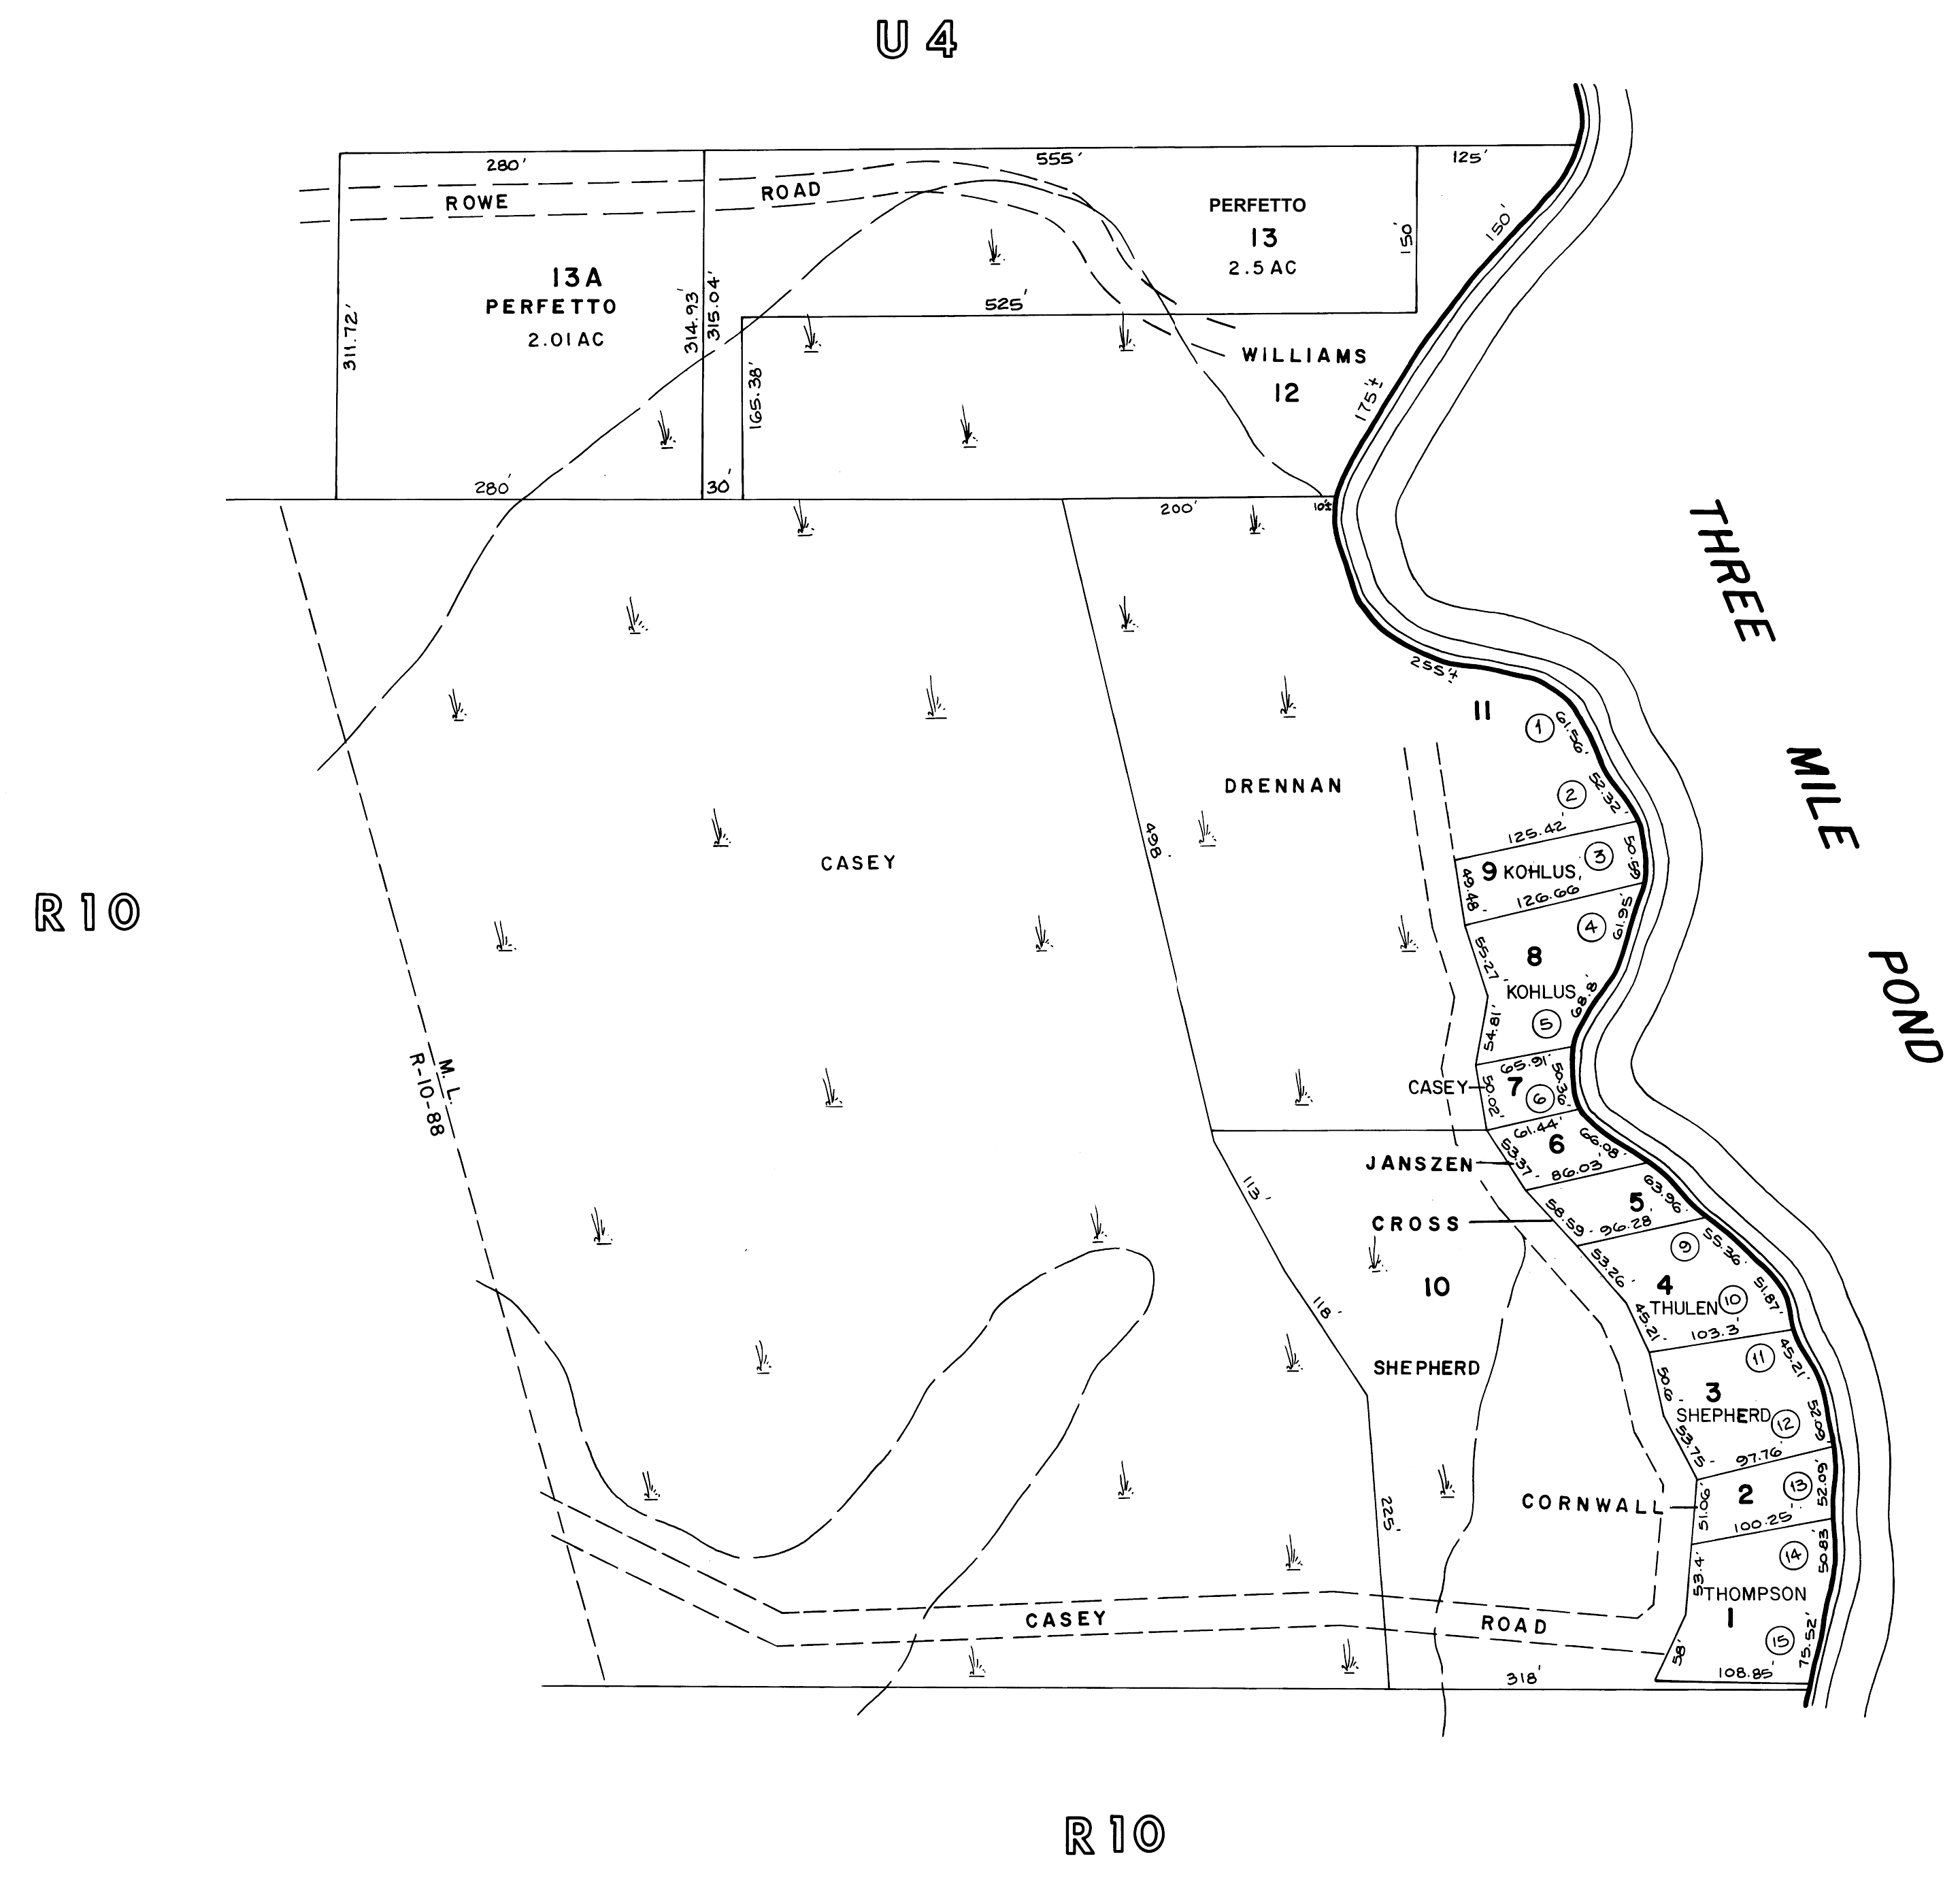 U 4
280'
555'
125'
ROWE
ROAD
PERFETTO
13
2.5 AC
150'
150'
13A
PERFETTO
2.01 AC
311.72'
314.93'
315.04'
525'
165.38'
WILLIAMS
12
175'±
280'
30'
200'
10'±
THREE
MILE
POND
255'±
11
1
61.56'
2
52.32'
DRENNAN
CASEY
498
125.42'
9 KOHLUS
3
50.59
49.48
126.66
R 10
4
61.95'
55.27
8
KOHLUS
68.8'
5
54.81'
65.91'
M. L.
R-10-88
CASEY
7
50.02'
50.36'
6
61.44'
6
66.08'
JANSZEN
53.37
86.03'
113'
5
63.96
CROSS
58.59
96.28
9
55.36
53.26
10
4
THULEN
10
51.87'
118'
45.21
103.3'
SHEPHERD
11
45.21'
50.6
3
SHEPHERD
12
52.09'
53.75
97.76
522'
CORNWALL
51.06'
2
13
52.09'
100.25'
14
50.83'
53.4'
THOMPSON
1
CASEY
ROAD
15
75.52'
58'
108.85'
318'
R 10